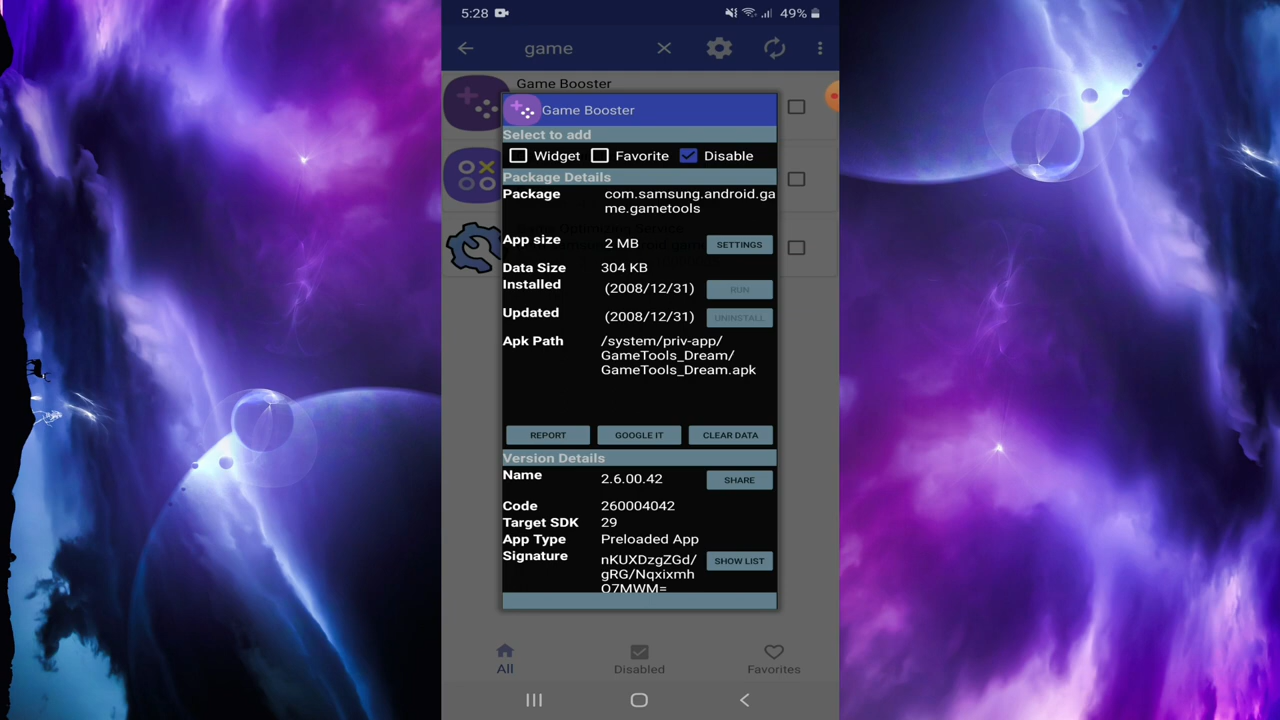 5:28
49%
game
Game Booster
Game Booster
Select to add
Widget Favorite Disable
Package Details
Package com.samsung.android.ga
me.gametools
App size 2 MB SETTINGS
Data Size 304 KB
Installed (2008/12/31) RUN
Updated (2008/12/31) UNINSTALL
Apk Path /system/priv-app/
GameTools_Dream/
GameTools_Dream.apk
REPORT GOOGLE IT CLEAR DATA
Version Details
Name 2.6.00.42 SHARE
Code 260004042
Target SDK 29
App Type Preloaded App
Signature nKUXDzgZGd/
gRG/Nqxixmh
O7MWM= SHOW LIST
All Disabled Favorites